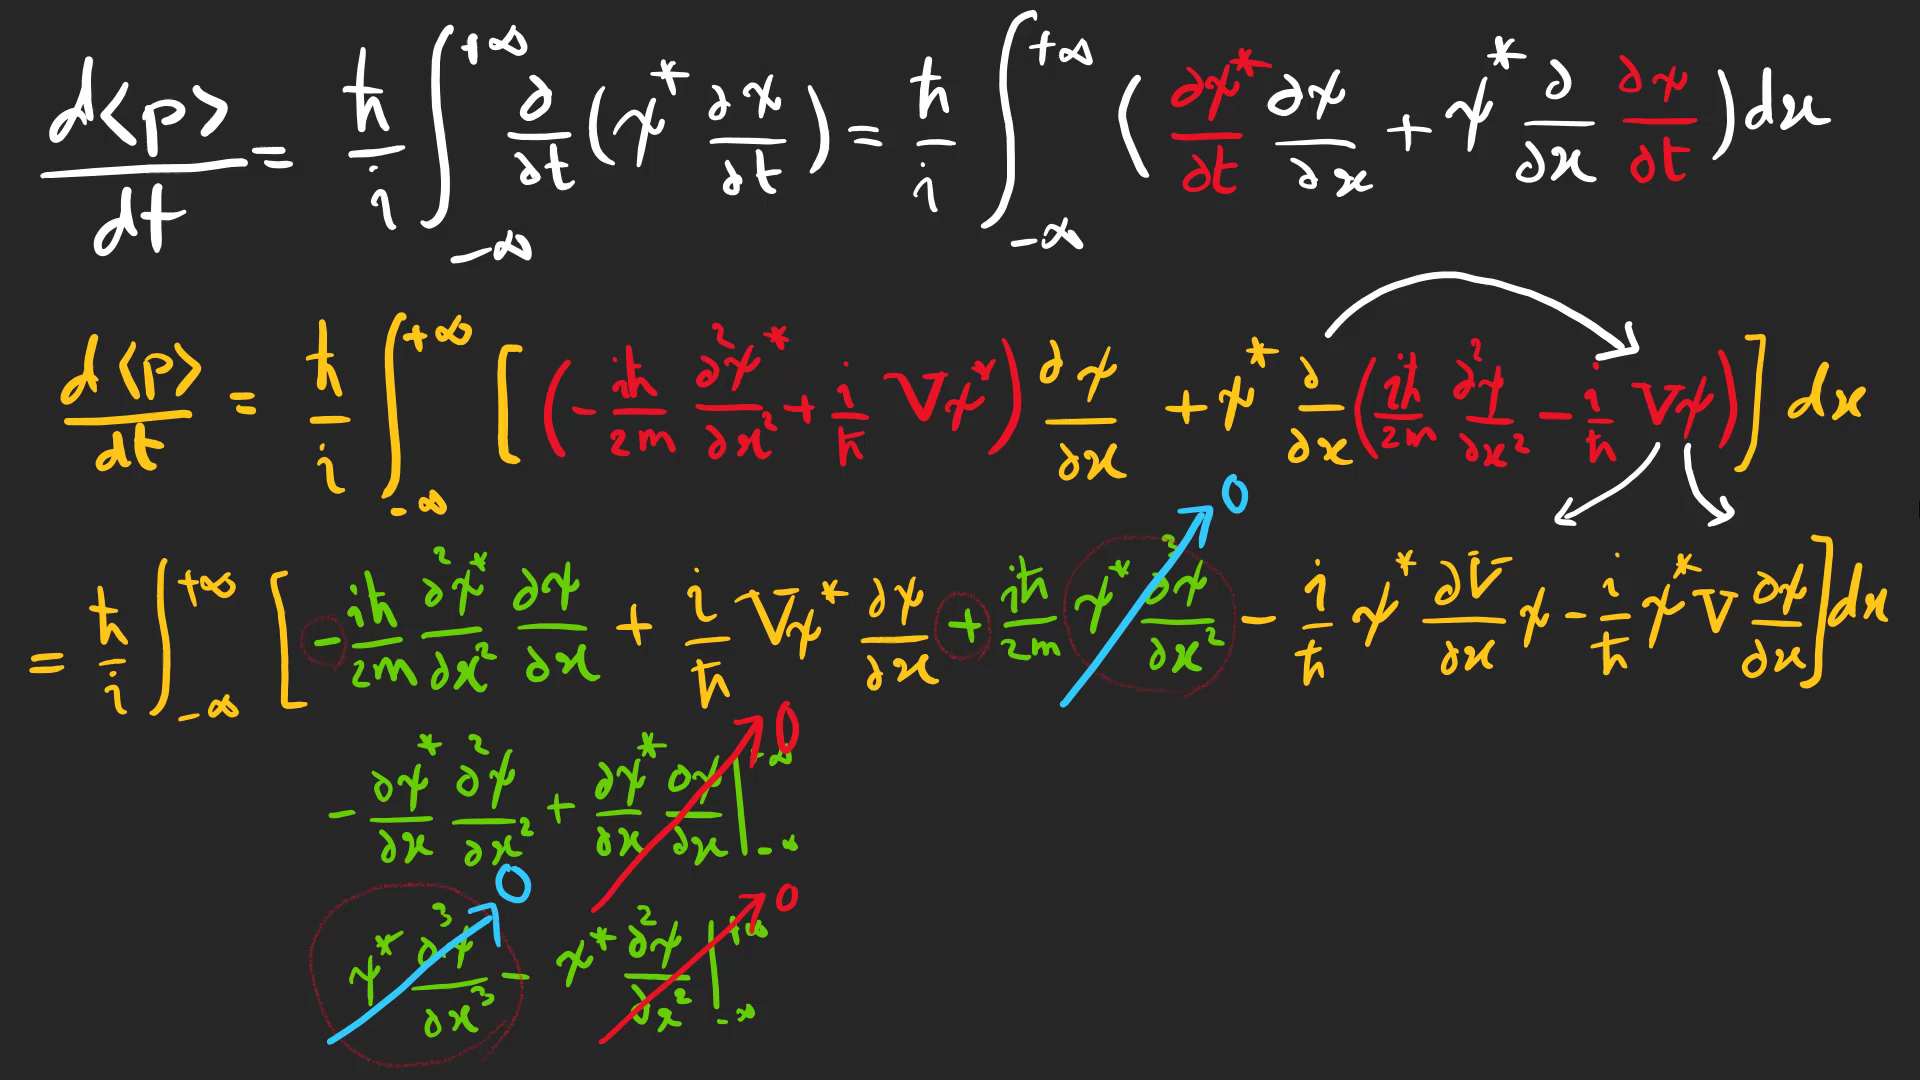 d<p>/dt = ħ/i ∫_{-∞}^{+∞} ∂/∂t (ψ* ∂ψ/∂t) = ħ/i ∫_{-∞}^{+∞} (∂ψ*/∂t ∂ψ/∂x + ψ* ∂/∂x ∂ψ/∂t) dx
d<p>/dt = ħ/i ∫_{-∞}^{+∞} [(-iħ/2m ∂²ψ*/∂x² + i/ħ Vψ*) ∂ψ/∂x + ψ* ∂/∂x (iħ/2m ∂²ψ/∂x² - i/ħ Vψ)] dx
0
= ħ/i ∫_{-∞}^{+∞} [-iħ/2m ∂²ψ*/∂x² ∂ψ/∂x + i/ħ Vψ* ∂ψ/∂x + iħ/2m ψ* ∂³ψ/∂x² - i/ħ ψ* ∂V/∂x ψ - i/ħ ψ* V ∂ψ/∂x] dx
- ∂ψ*/∂x ∂²ψ/∂x² + ∂ψ*/∂x ∂ψ/∂x |_{-∞}^{+∞} 0
0
ψ* ∂³ψ/∂x³ - ψ* ∂²ψ/∂x² |_{-∞}^{+∞} 0